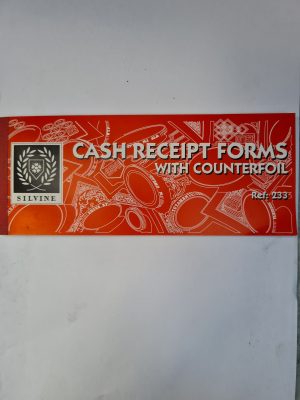 CASH RECEIPT FORMS
WITH COUNTERFOIL
SILVINE
Ref: 233